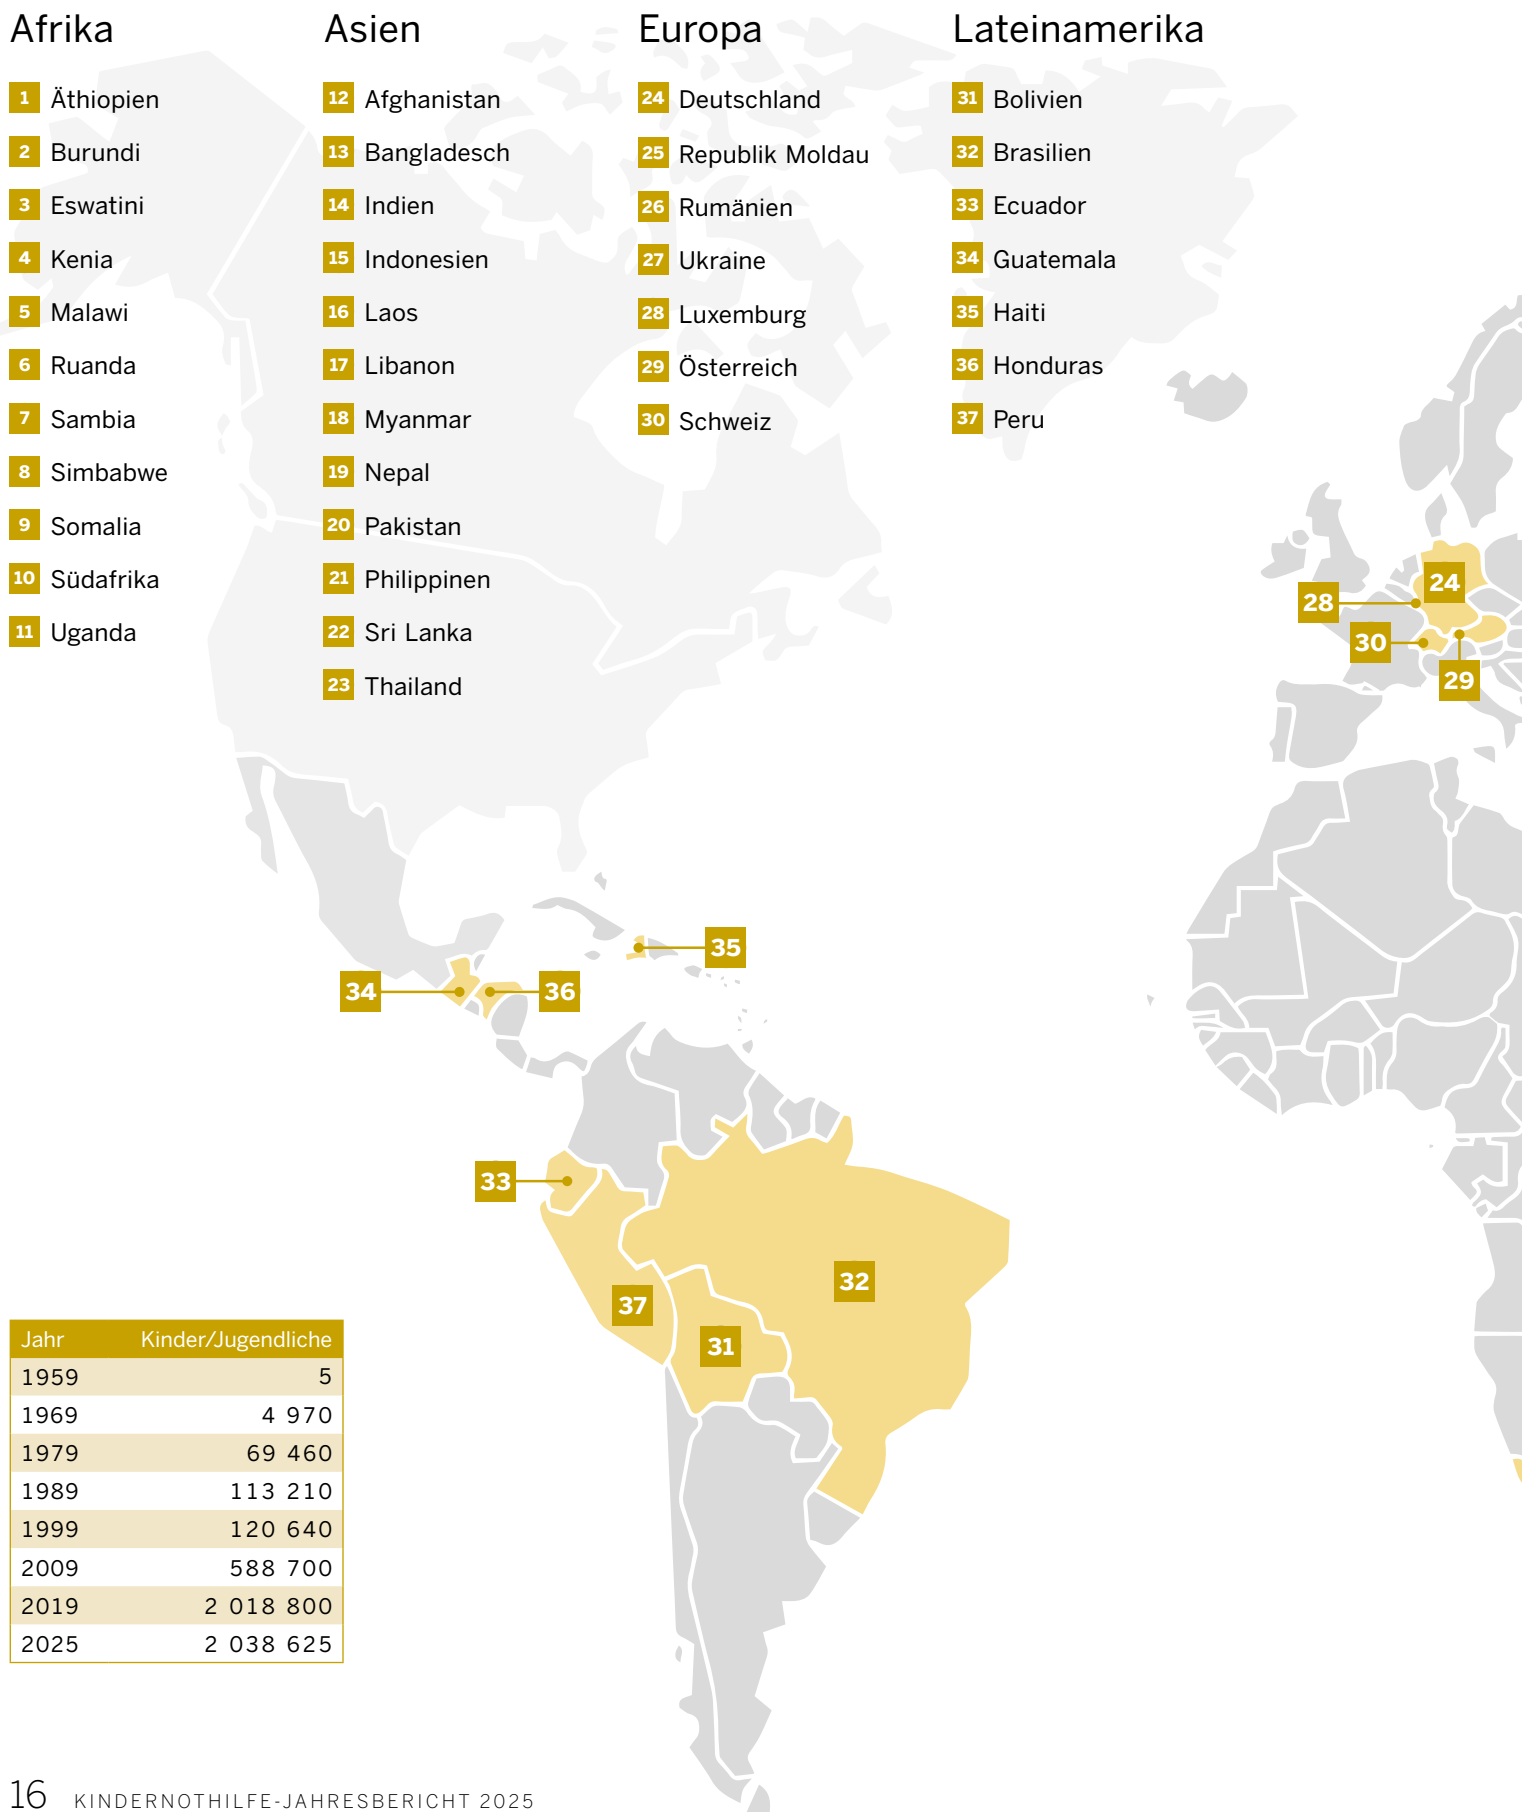 Afrika
1 Äthiopien
2 Burundi
3 Eswatini
4 Kenia
5 Malawi
6 Ruanda
7 Sambia
8 Simbabwe
9 Somalia
10 Südafrika
11 Uganda
Asien
12 Afghanistan
13 Bangladesch
14 Indien
15 Indonesien
16 Laos
17 Libanon
18 Myanmar
19 Nepal
20 Pakistan
21 Philippinen
22 Sri Lanka
23 Thailand
Europa
24 Deutschland
25 Republik Moldau
26 Rumänien
27 Ukraine
28 Luxemburg
29 Österreich
30 Schweiz
Lateinamerika
31 Bolivien
32 Brasilien
33 Ecuador
34 Guatemala
35 Haiti
36 Honduras
37 Peru
24
28
30
29
35
34
36
33
32
37
31
Jahr Kinder/Jugendliche
1959 5
1969 4 970
1979 69 460
1989 113 210
1999 120 640
2009 588 700
2019 2 018 800
2025 2 038 625
16 KINDERNOTHILFE-JAHRESBERICHT 2025